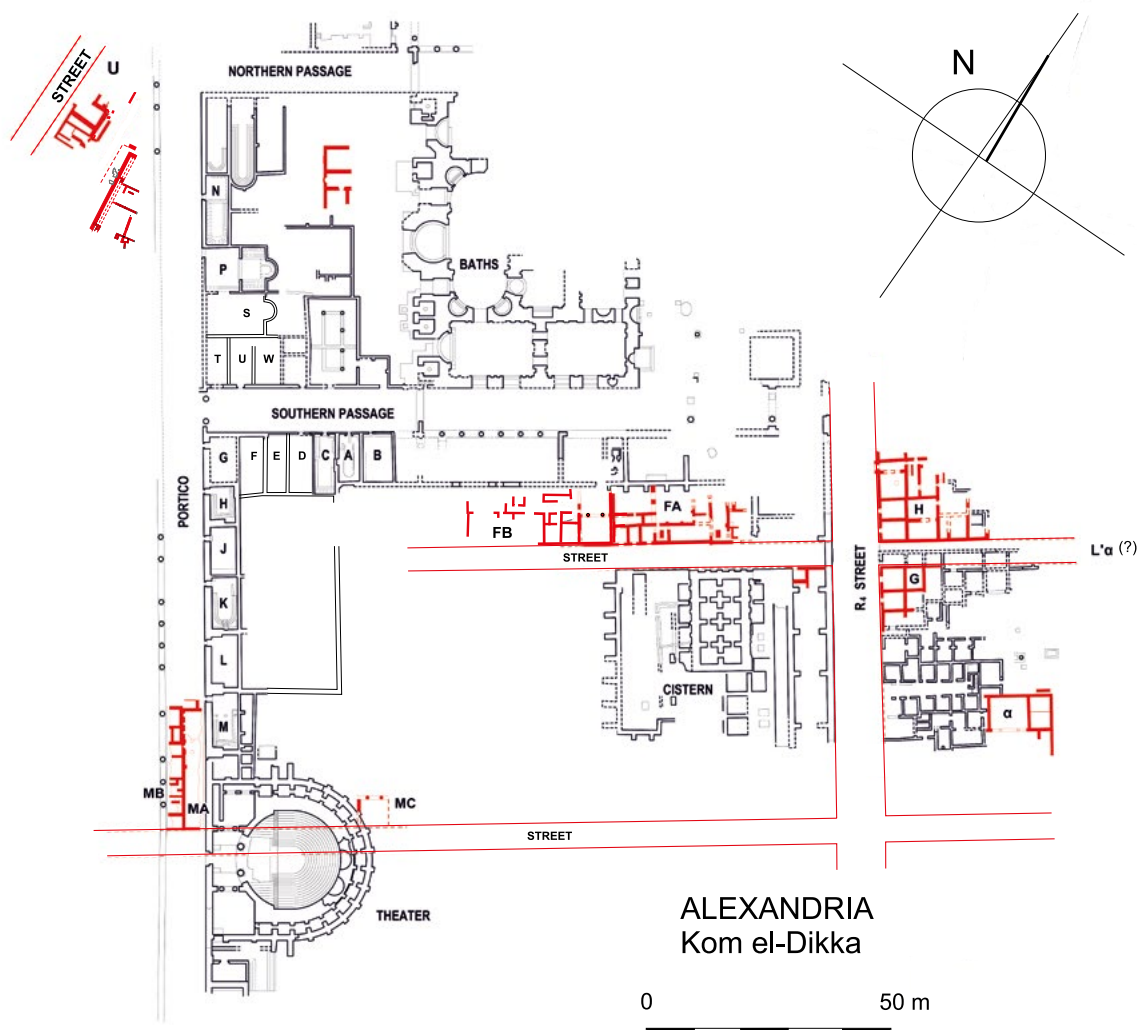 U
STREET
NORTHERN PASSAGE
N
N
P
BATHS
S
T U W
SOUTHERN PASSAGE
G F E D C A B
PORTICO
H
FA
H
FB
STREET
L'α (?)
J
R4 STREET
G
K
L
CISTERN
M
α
MB
MA
MC
STREET
THEATER
ALEXANDRIA
Kom el-Dikka
0 50 m